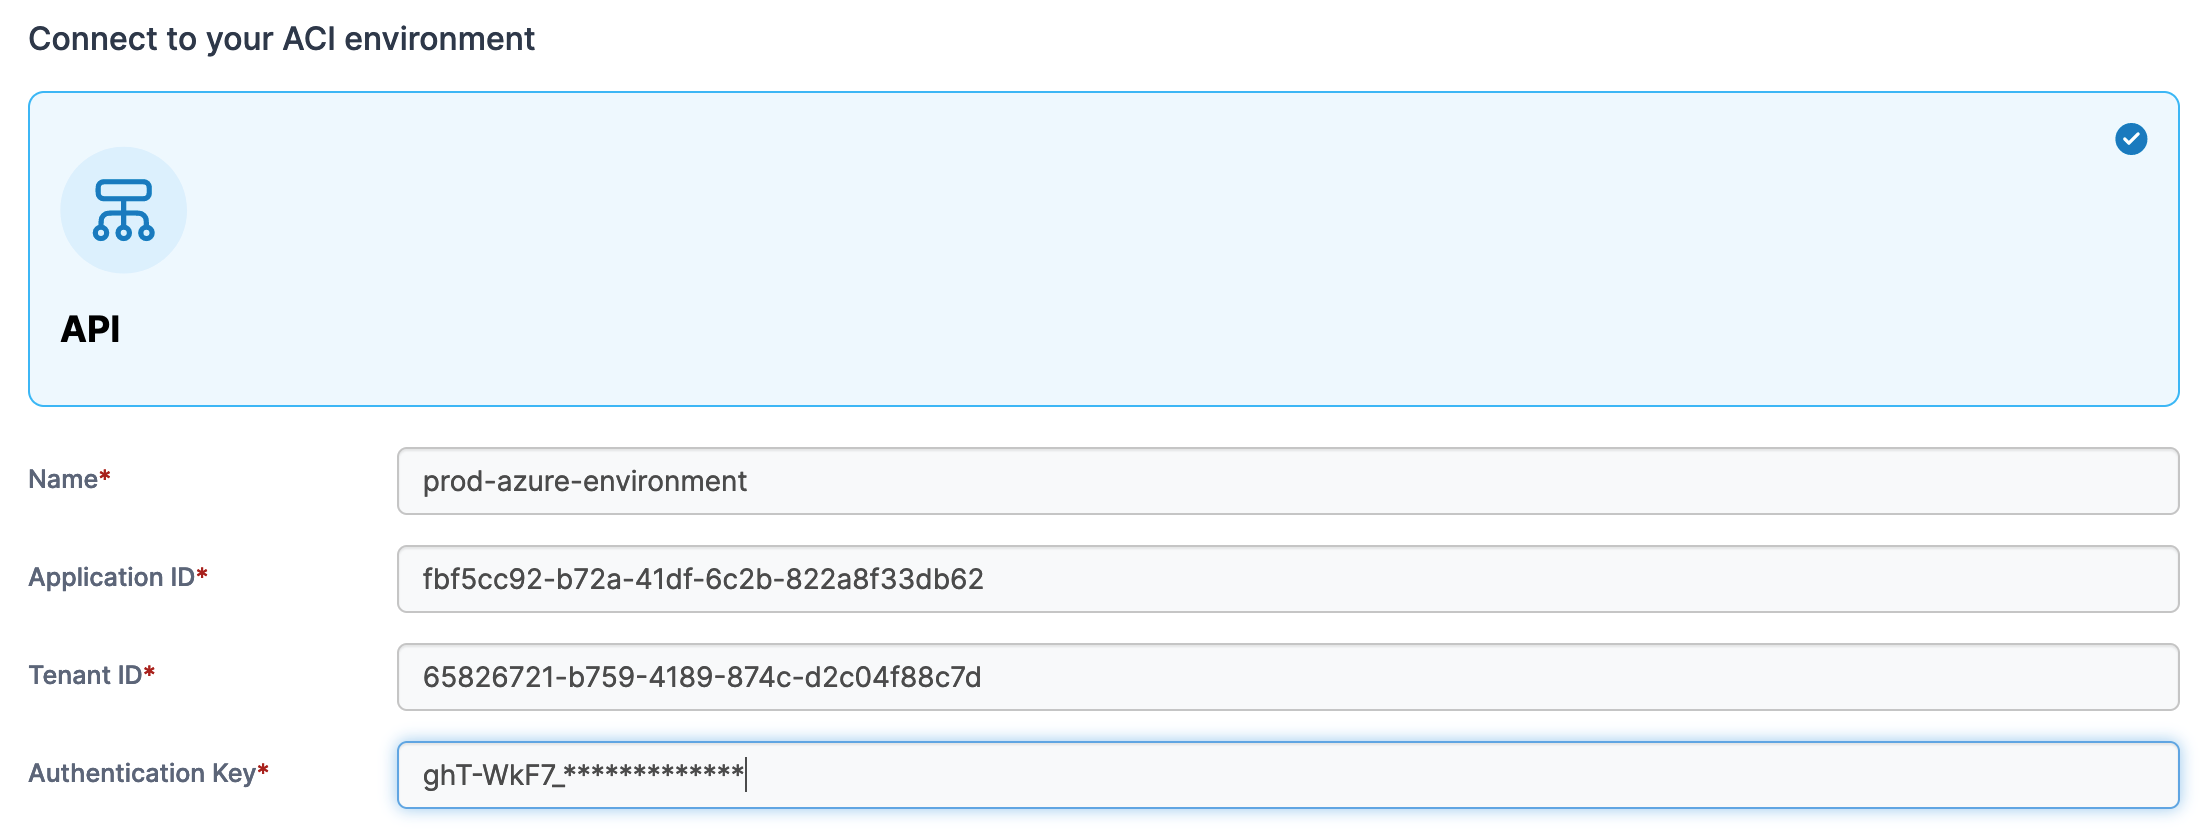 Connect to your ACI environment
API
Name*
prod-azure-environment
Application ID*
fbf5cc92-b72a-41df-6c2b-822a8f33db62
Tenant ID*
65826721-b759-4189-874c-d2c04f88c7d
Authentication Key*
ghT-WkF7_*************